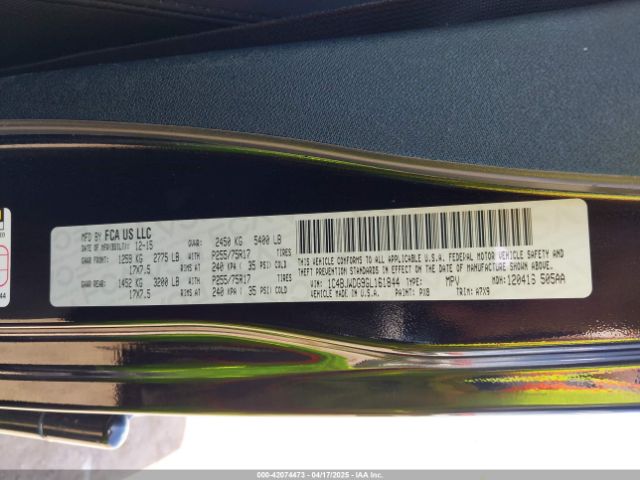 MFD BY FCA US LLC
DATE OF MFR 12-15 GVWR: 2450 KG 5400 LB
GAWR FRONT: 1259 KG 2775 LB WITH P255/75R17 TIRES
17X7.5 RIMS AT 240 KPA ( 35 PSI) COLD
GAWR REAR: 1452 KG 3200 LB WITH P255/75R17 TIRES
17X7.5 RIMS AT 240 KPA ( 35 PSI) COLD
THIS VEHICLE CONFORMS TO ALL APPLICABLE U.S.A. FEDERAL MOTOR VEHICLE SAFETY AND
THEFT PREVENTION STANDARDS IN EFFECT ON THE DATE OF MANUFACTURE SHOWN ABOVE.
VIN: 1C4BJWDG9GL161844 TYPE: MPV MDH: 120416 505AA
VEHICLE MADE IN U.S.A. PAINT: PX8 TRIM: A7X9
000-42074473 - 04/17/2025 - IAAI.COM